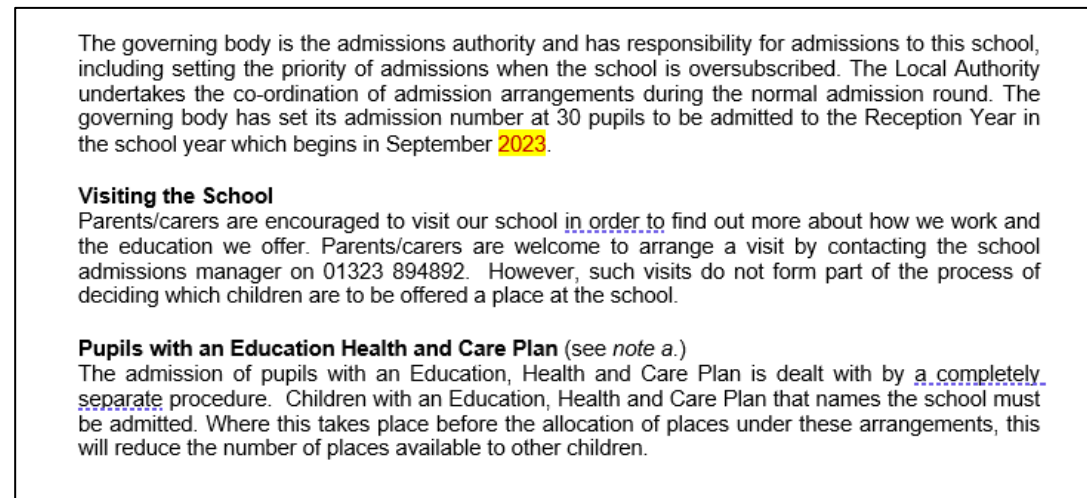 The governing body is the admissions authority and has responsibility for admissions to this school,
including setting the priority of admissions when the school is oversubscribed. The Local Authority
undertakes the co-ordination of admission arrangements during the normal admission round. The
governing body has set its admission number at 30 pupils to be admitted to the Reception Year in
the school year which begins in September 2023.
Visiting the School
Parents/carers are encouraged to visit our school in order to find out more about how we work and
the education we offer. Parents/carers are welcome to arrange a visit by contacting the school
admissions manager on 01323 894892.  However, such visits do not form part of the process of
deciding which children are to be offered a place at the school.
Pupils with an Education Health and Care Plan (see note a.)
The admission of pupils with an Education, Health and Care Plan is dealt with by a completely
separate procedure.  Children with an Education, Health and Care Plan that names the school must
be admitted. Where this takes place before the allocation of places under these arrangements, this
will reduce the number of places available to other children.